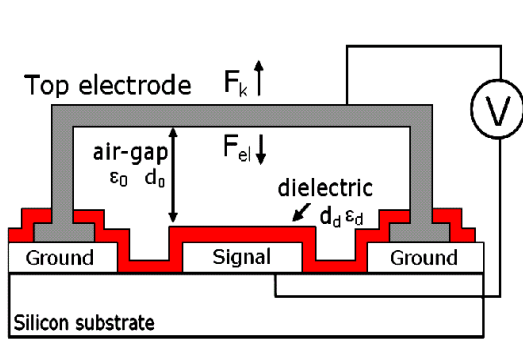 Top electrode
Fk
V
air-gap
ε0 d0
Fel
dielectric
dd εd
Ground
Signal
Ground
Silicon substrate